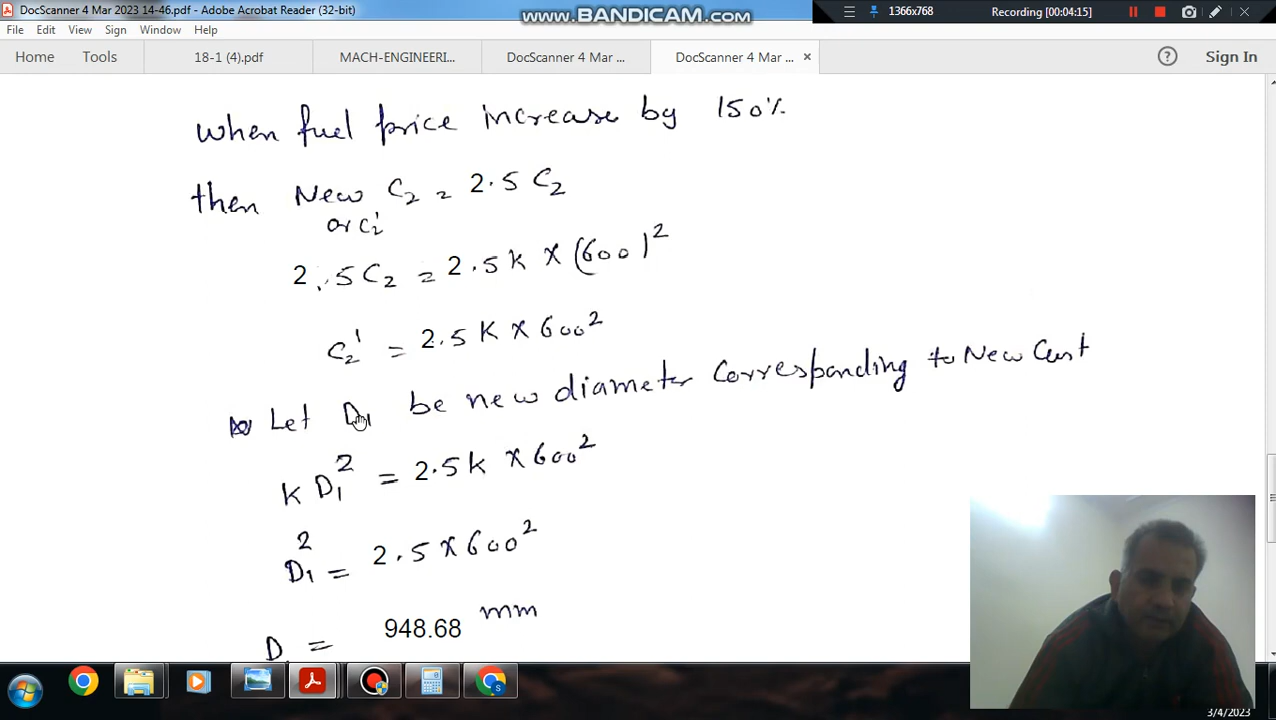 DocScanner 4 Mar 2023 14-46.pdf - Adobe Acrobat Reader (32-bit)
www.BANDICAM.com
1366x768
Recording [00:04:15]
File Edit View Sign Window Help
Home Tools 18-1 (4).pdf MACH-ENGINEERI... DocScanner 4 Mar ... DocScanner 4 Mar ... × ? Sign In
when fuel price increase by 150%
then New C₂ = 2.5 C₂
or C₂'
2.5 C₂ = 2.5 k × (600)²
C₂' = 2.5 K × 600²
Let D₁ be new diameter corresponding to New Cost
K D₁² = 2.5k × 600²
D₁² = 2.5 × 600²
D = 948.68 mm
3/4/2023